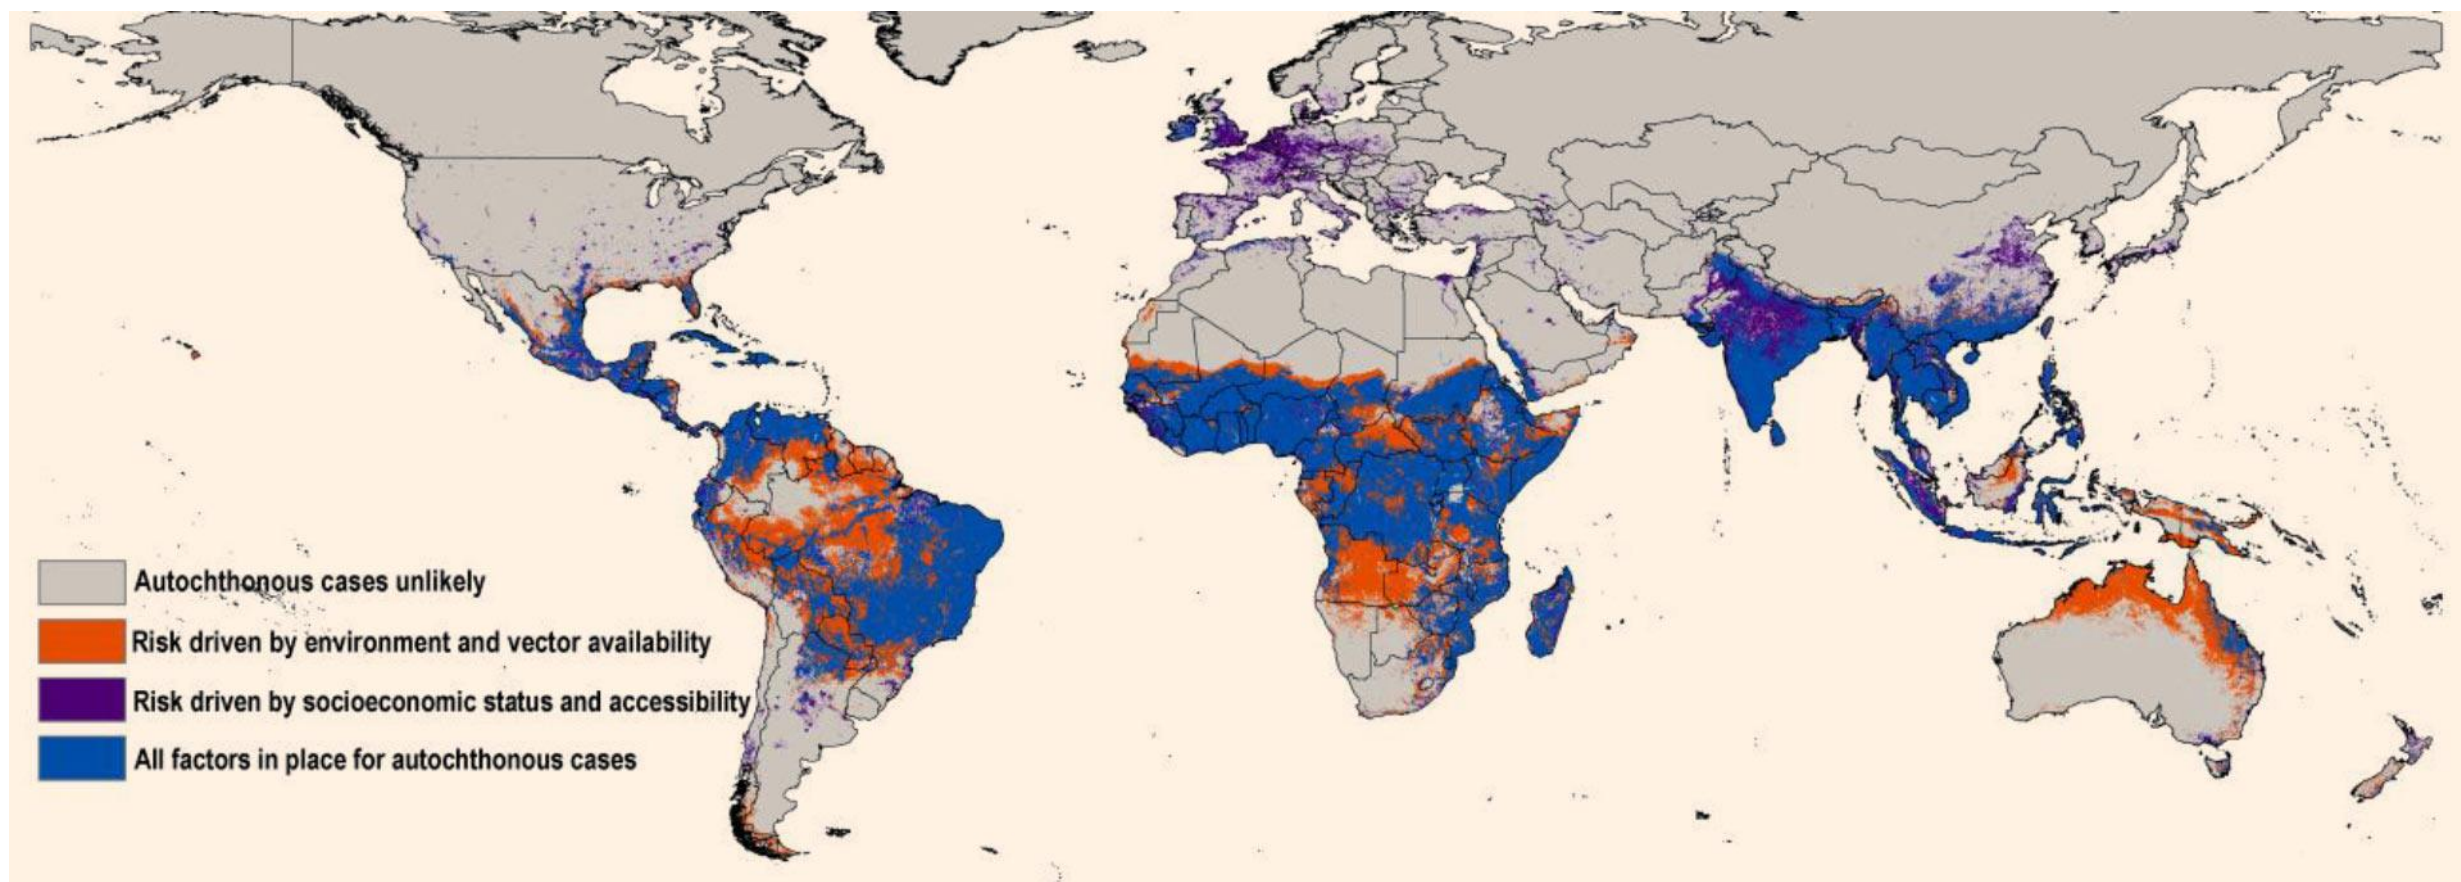 Autochthonous cases unlikely
Risk driven by environment and vector availability
Risk driven by socioeconomic status and accessibility
All factors in place for autochthonous cases